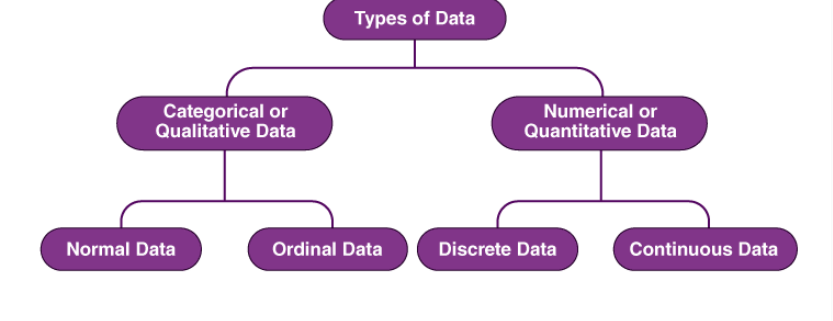 Types of Data
Categorical or
Qualitative Data
Numerical or
Quantitative Data
Normal Data
Ordinal Data
Discrete Data
Continuous Data